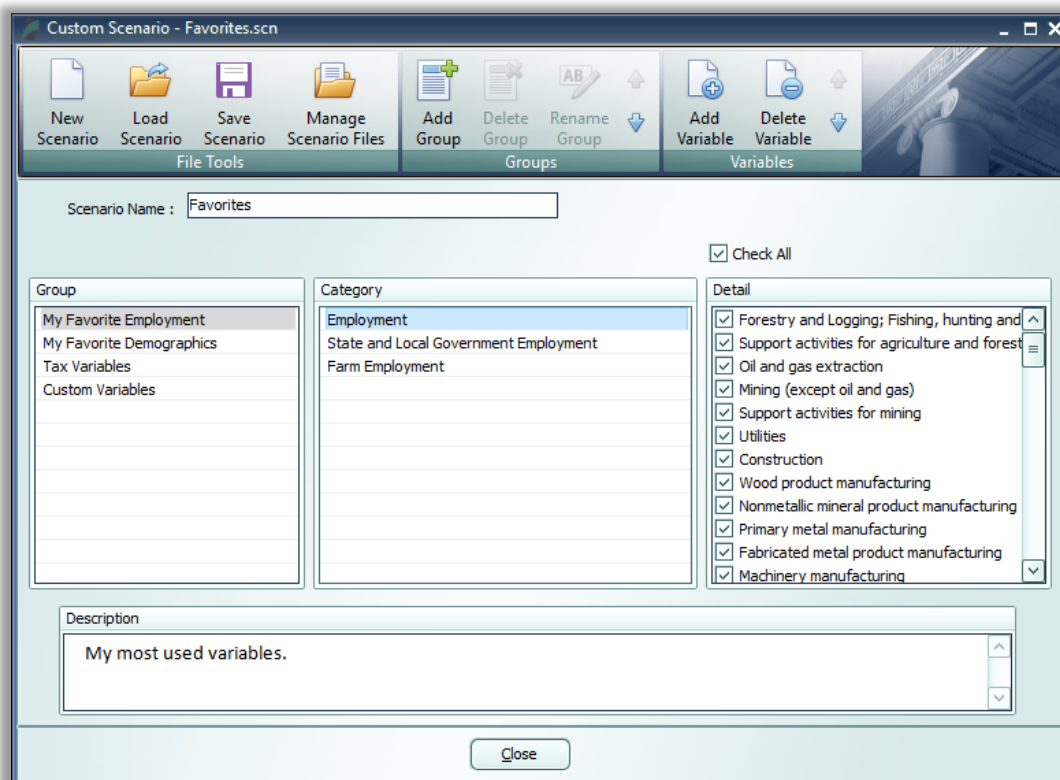 Custom Scenario - Favorites.scn
New Scenario
Load Scenario
Save Scenario
Manage Scenario Files
File Tools
Add Group
Delete Group
Rename Group
Groups
Add Variable
Delete Variable
Variables
AB
Scenario Name :
Favorites
Check All
Group
My Favorite Employment
My Favorite Demographics
Tax Variables
Custom Variables
Category
Employment
State and Local Government Employment
Farm Employment
Detail
Forestry and Logging; Fishing, hunting and
Support activities for agriculture and forest
Oil and gas extraction
Mining (except oil and gas)
Support activities for mining
Utilities
Construction
Wood product manufacturing
Nonmetallic mineral product manufacturing
Primary metal manufacturing
Fabricated metal product manufacturing
Machinery manufacturing
Description
My most used variables.
Close